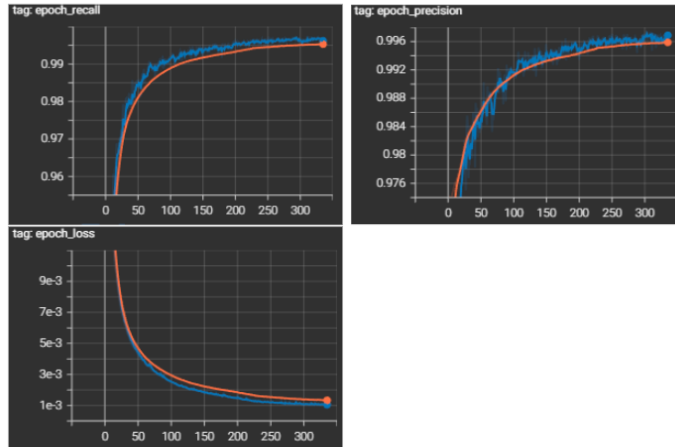 tag: epoch_recall
0.99
0.98
0.97
0.96
0 50 100 150 200 250 300
tag: epoch_precision
0.996
0.992
0.988
0.984
0.98
0.976
0 50 100 150 200 250 300
tag: epoch_loss
9e-3
7e-3
5e-3
3e-3
1e-3
0 50 100 150 200 250 300